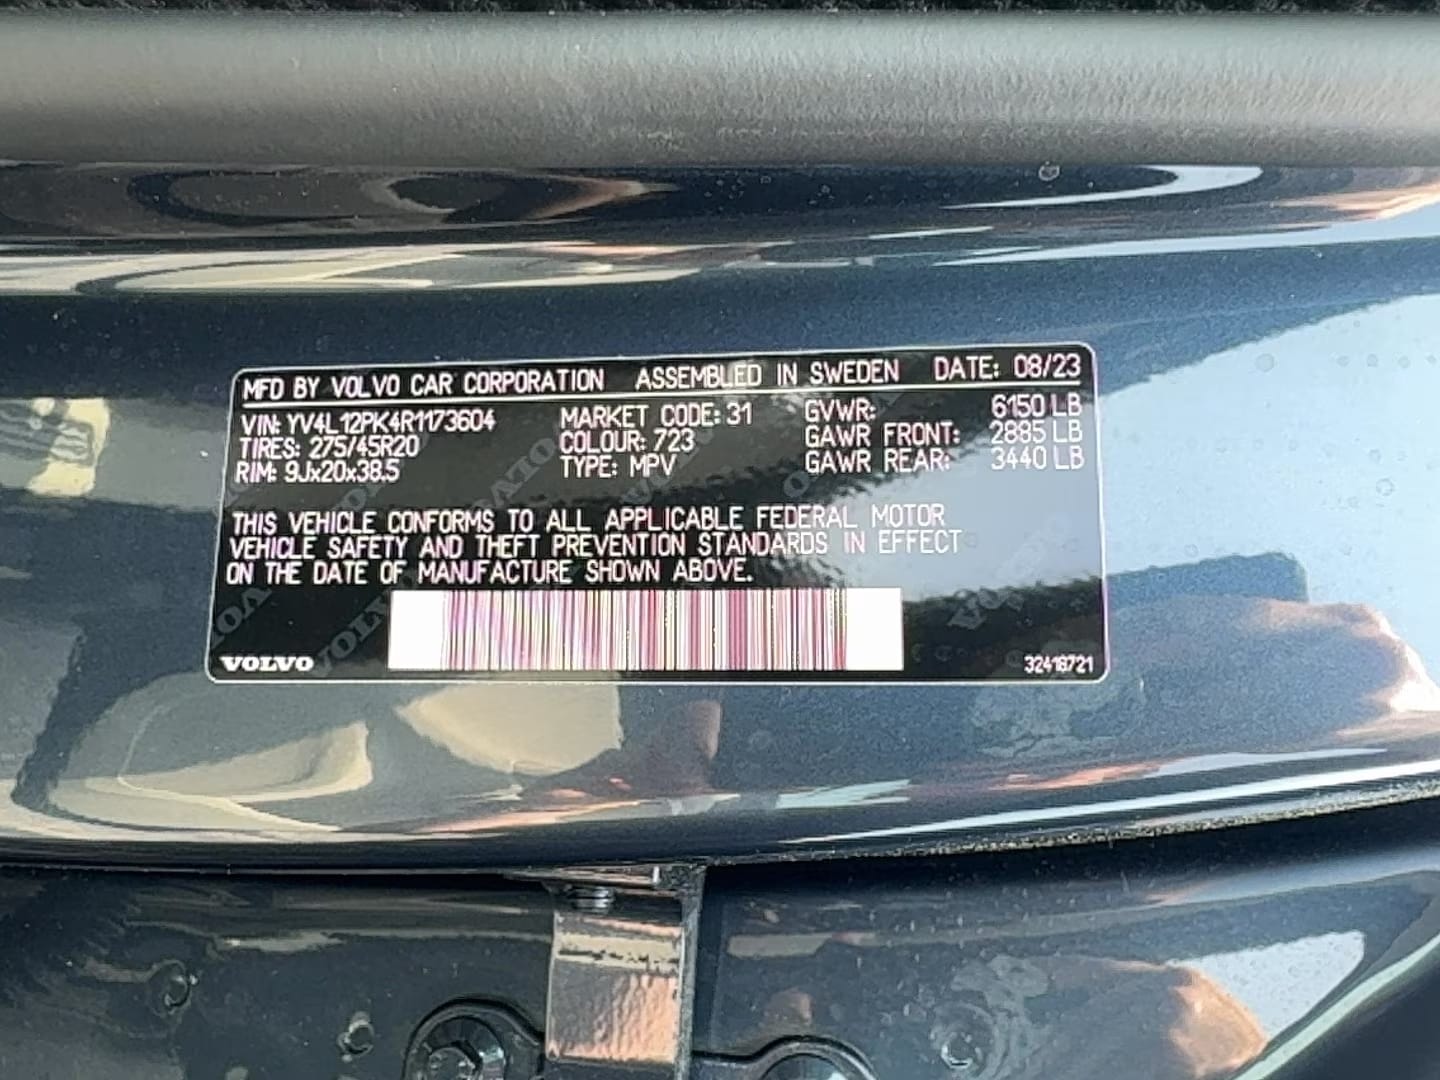 MFD BY VOLVO CAR CORPORATION ASSEMBLED IN SWEDEN DATE: 08/23
VIN: YV4L12PK4R1173604 MARKET CODE: 31 GVWR: 6150 LB
TIRES: 275/45R20 COLOUR: 723 GAWR FRONT: 2885 LB
RIM: 9Jx20x38.5 TYPE: MPV GAWR REAR: 3440 LB
THIS VEHICLE CONFORMS TO ALL APPLICABLE FEDERAL MOTOR
VEHICLE SAFETY AND THEFT PREVENTION STANDARDS IN EFFECT
ON THE DATE OF MANUFACTURE SHOWN ABOVE.
VOLVO 32418721